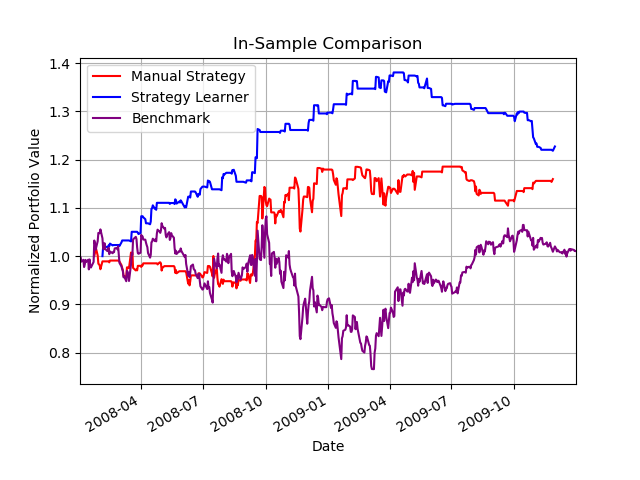 In-Sample Comparison
Normalized Portfolio Value
1.4
1.3
1.2
1.1
1.0
0.9
0.8
Manual Strategy
Strategy Learner
Benchmark
2008-04
2008-07
2008-10
2009-01
2009-04
2009-07
2009-10
Date